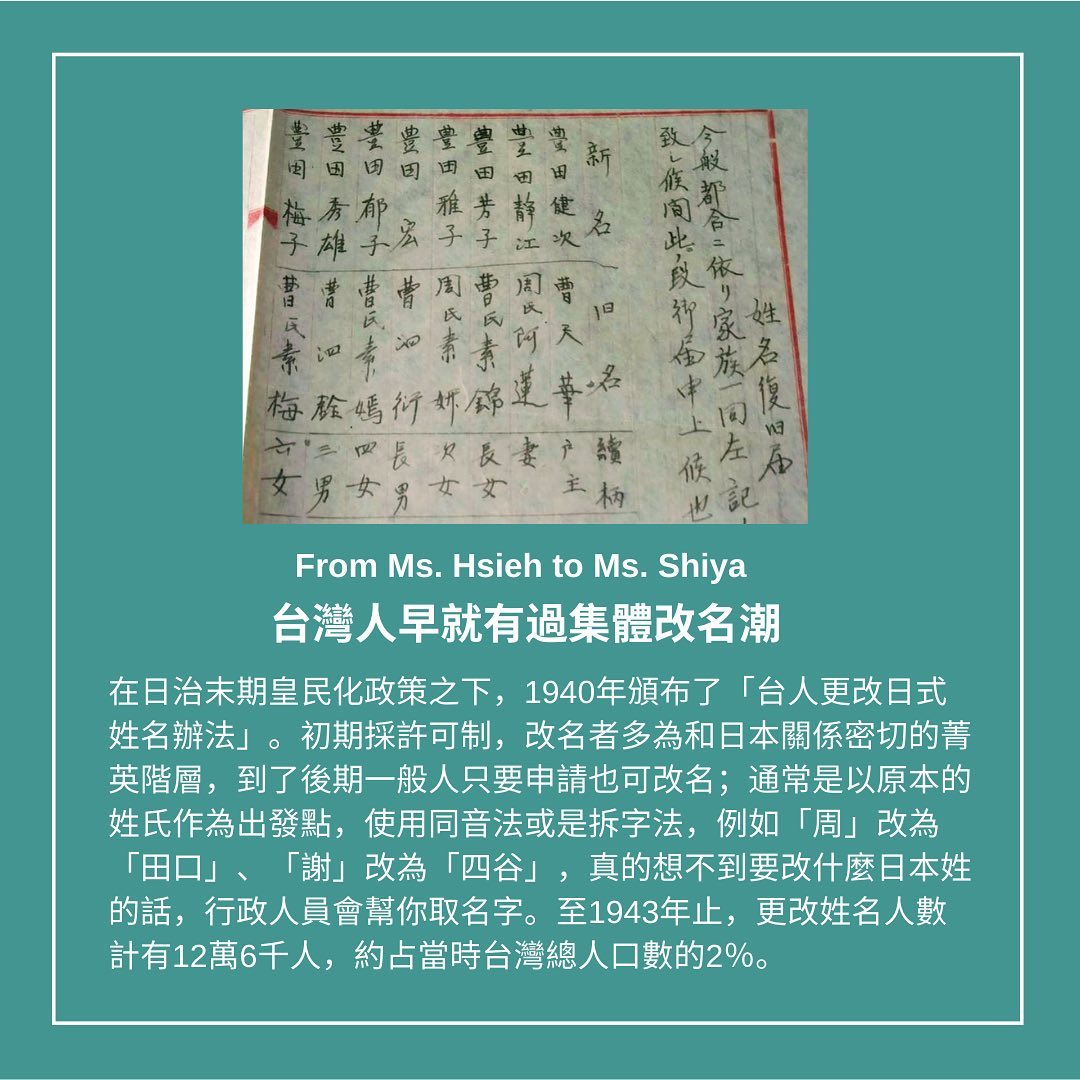 姓名復旧届
今般都合ニ依リ家族一同左記
致し候間此段御届申上候也
新名 旧名 續柄
豊田健次 曹天華 戸主
豊田静江 周氏阿蓮 妻
豊田芳子 曹氏素錦 長女
豊田雅子 周氏素妍 次女
豊田宏 曹泗衍 長男
豊田郁子 曹氏素嫣 四女
豊田秀雄 曹泗 三男
豊田梅子 曹氏素梅 六女
From Ms. Hsieh to Ms. Shiya
台灣人早就有過集體改名潮
在日治末期皇民化政策之下，1940年頒布了「台人更改日式
姓名辦法」。初期採許可制，改名者多為和日本關係密切的菁
英階層，到了後期一般人只要申請也可改名；通常是以原本的
姓氏作為出發點，使用同音法或是拆字法，例如「周」改為
「田口」、「謝」改為「四谷」，真的想不到要改什麼日本姓
的話，行政人員會幫你取名字。至1943年止，更改姓名人數
計有12萬6千人，約占當時台灣總人口數的2%。